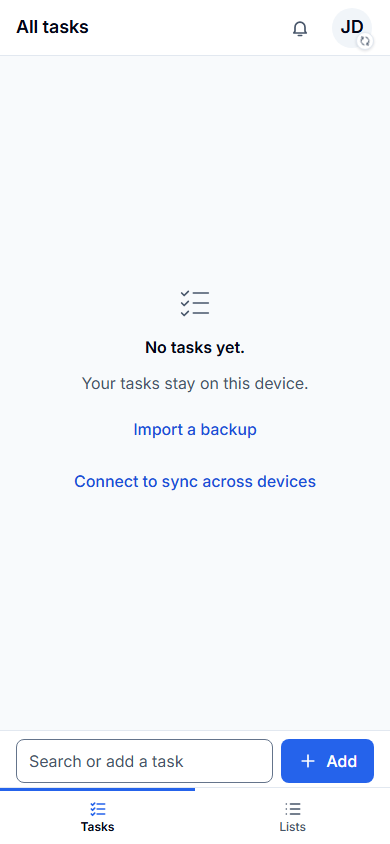 All tasks
JD
No tasks yet.
Your tasks stay on this device.
Import a backup
Connect to sync across devices
Search or add a task
Add
Tasks
Lists